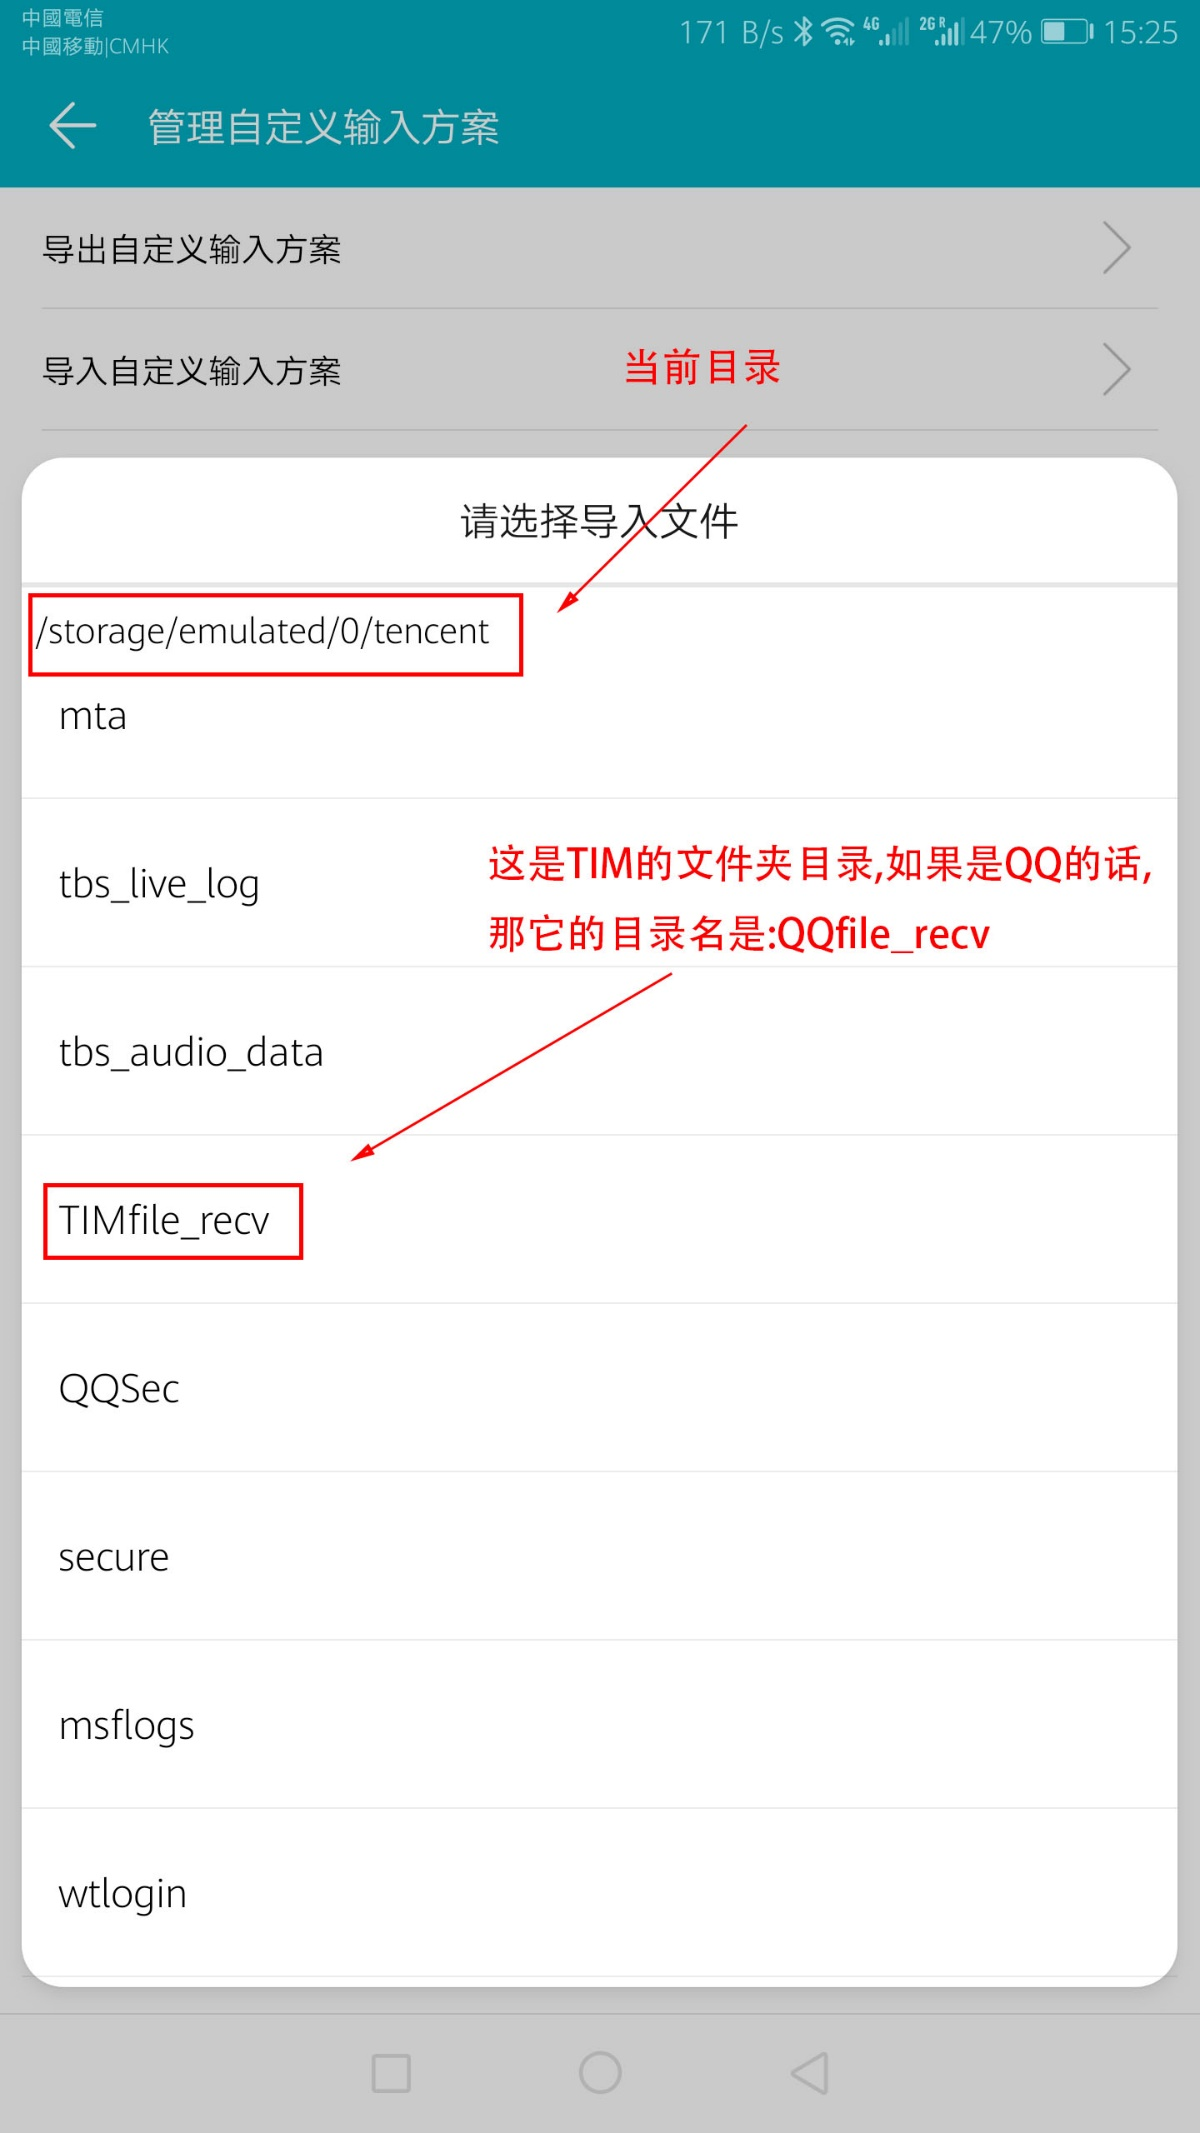 中國電信
中國移動|CMHK
171 B/s 4G 2G R 47% 15:25
管理自定义输入方案
导出自定义输入方案
导入自定义输入方案
当前目录
请选择导入文件
/storage/emulated/0/tencent
mta
这是TIM的文件夹目录,如果是QQ的话,
那它的目录名是:QQfile_recv
tbs_live_log
tbs_audio_data
TIMfile_recv
QQSec
secure
msflogs
wtlogin